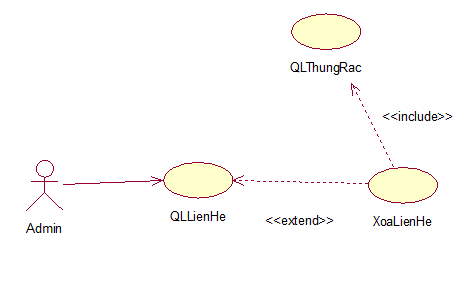 QLThungRac
<<include>>
QLLienHe
<<extend>>
XoaLienHe
Admin